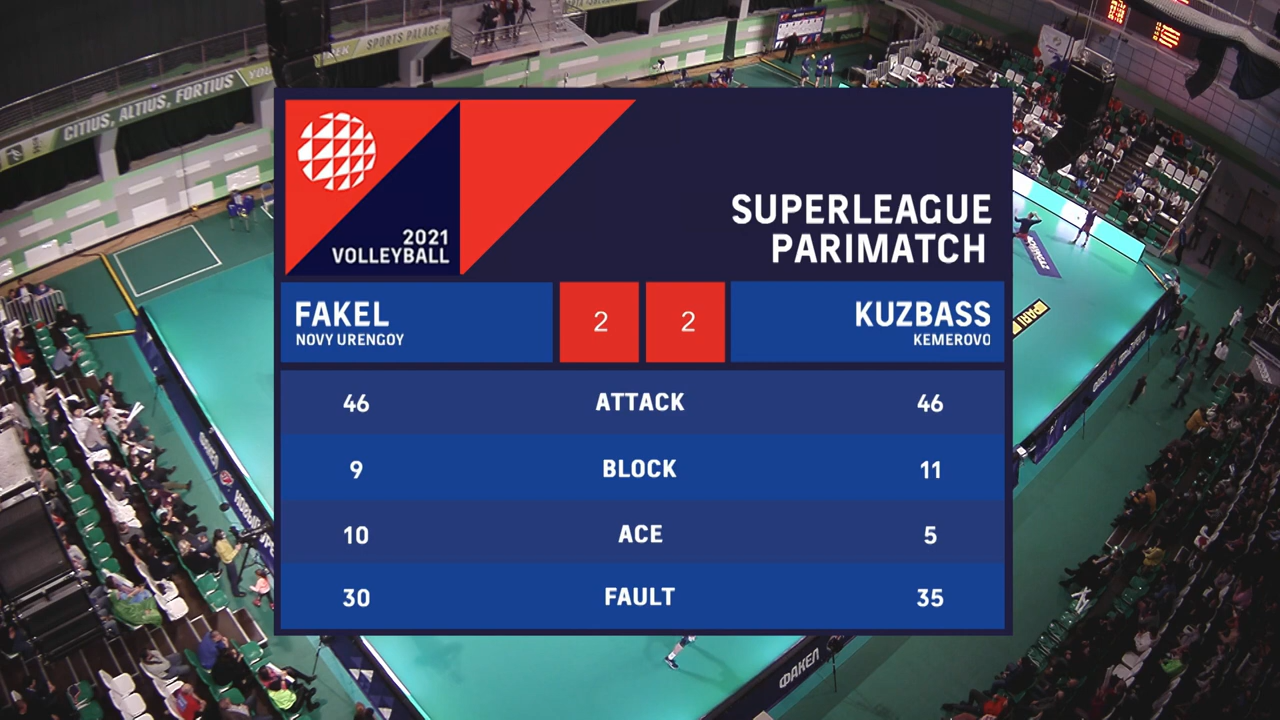 SPORTS PALACE
CITIUS, ALTIUS, FORTIUS
2021
VOLLEYBALL
SUPERLEAGUE
PARIMATCH
FAKEL
NOVY URENGOY
2
2
KUZBASS
KEMEROVO
46
ATTACK
46
9
BLOCK
11
10
ACE
5
30
FAULT
35
ФАКЕЛ